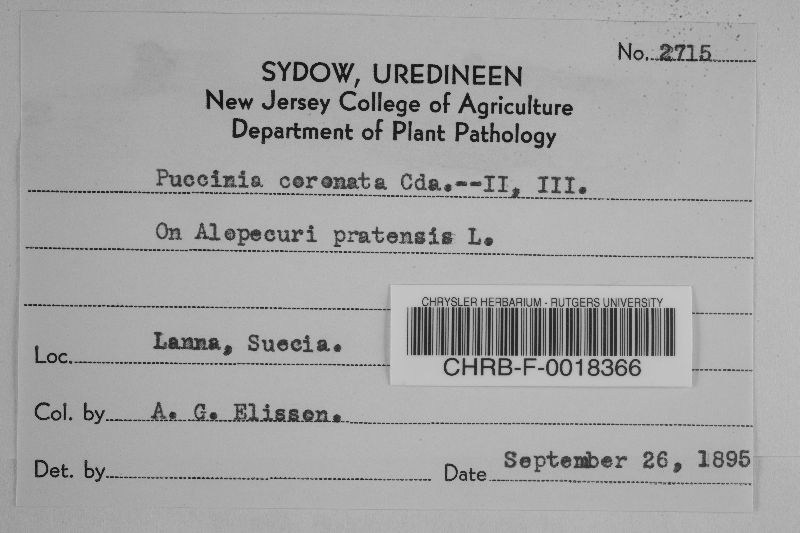 No. 2715
SYDOW, UREDINEEN
New Jersey College of Agriculture
Department of Plant Pathology
Puccinia coronata Cda.--II, III.
On Alopecuri pratensis L.
CHRYSLER HERBARIUM - RUTGERS UNIVERSITY
CHRB-F-0018366
Loc. Lanna, Suecia.
Col. by A. G. Elissen.
Det. by
Date September 26, 1895